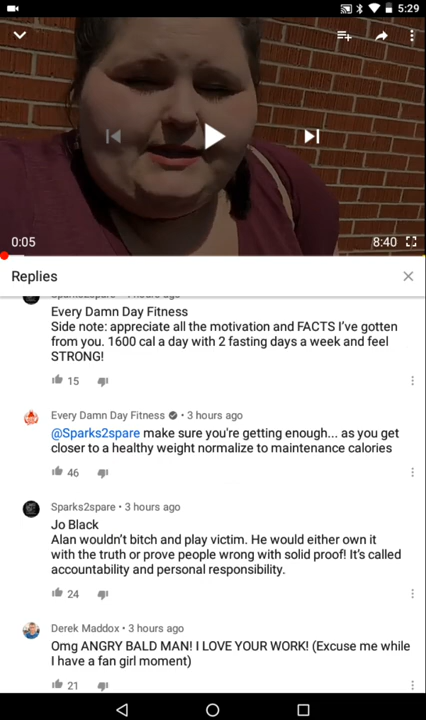 5:29
0:05
8:40
Replies
Sparks2spare • 4 hours ago
Every Damn Day Fitness
Side note: appreciate all the motivation and FACTS I've gotten
from you. 1600 cal a day with 2 fasting days a week and feel
STRONG!
15
Every Damn Day Fitness • 3 hours ago
@Sparks2spare make sure you're getting enough... as you get
closer to a healthy weight normalize to maintenance calories
46
Sparks2spare • 3 hours ago
Jo Black
Alan wouldn't bitch and play victim. He would either own it
with the truth or prove people wrong with solid proof! It's called
accountability and personal responsibility.
24
Derek Maddox • 3 hours ago
Omg ANGRY BALD MAN! I LOVE YOUR WORK! (Excuse me while
I have a fan girl moment)
21